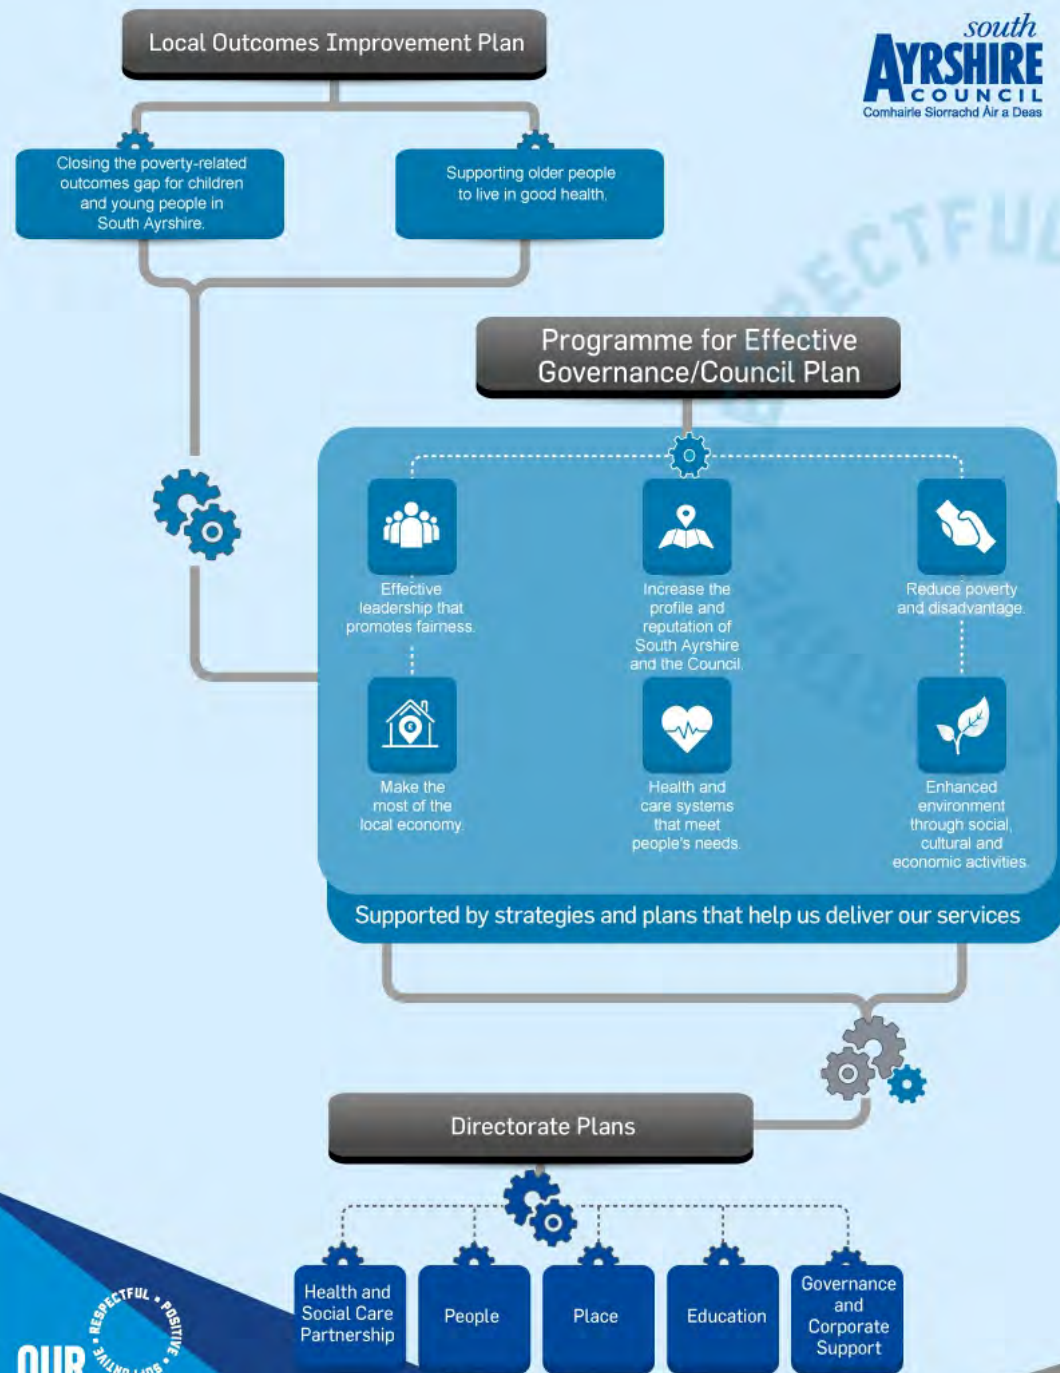 Local Outcomes Improvement Plan
south
AYRSHIRE
COUNCIL
Comhairle Siorrachd Àir a Deas
Closing the poverty-related
outcomes gap for children
and young people in
South Ayrshire.
Supporting older people
to live in good health.
Programme for Effective
Governance/Council Plan
Effective
leadership that
promotes fairness.
Increase the
profile and
reputation of
South Ayrshire
and the Council.
Reduce poverty
and disadvantage.
Make the
most of the
local economy.
Health and
care systems
that meet
people's needs.
Enhanced
environment
through social,
cultural and
economic activities.
Supported by strategies and plans that help us deliver our services
Directorate Plans
Health and
Social Care
Partnership
People
Place
Education
Governance
and
Corporate
Support
OUR
RESPECTFUL • POSITIVE • SUPPORTIVE •